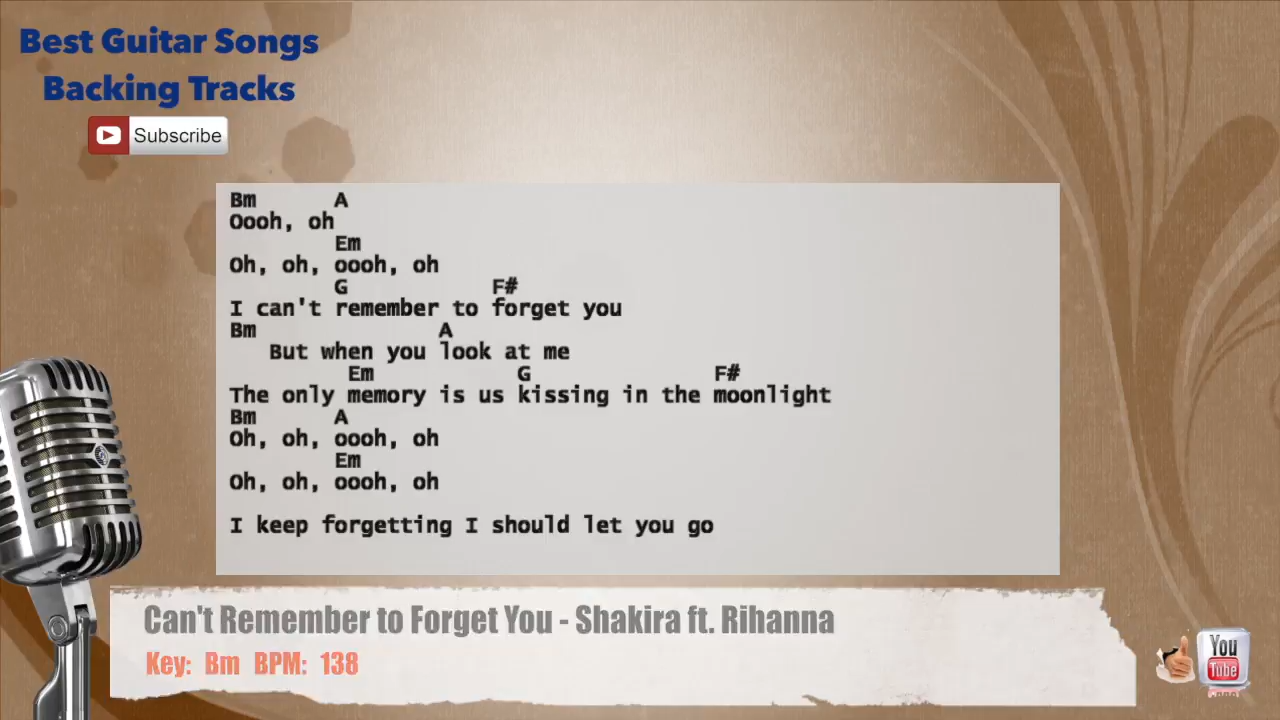 Best Guitar Songs
Backing Tracks
Subscribe
Bm A
Oooh, oh
Em
Oh, oh, oooh, oh
G F#
I can't remember to forget you
Bm A
But when you look at me
Em G F#
The only memory is us kissing in the moonlight
Bm A
Oh, oh, oooh, oh
Em
Oh, oh, oooh, oh
I keep forgetting I should let you go
Can't Remember to Forget You - Shakira ft. Rihanna
Key: Bm BPM: 138
You
Tube